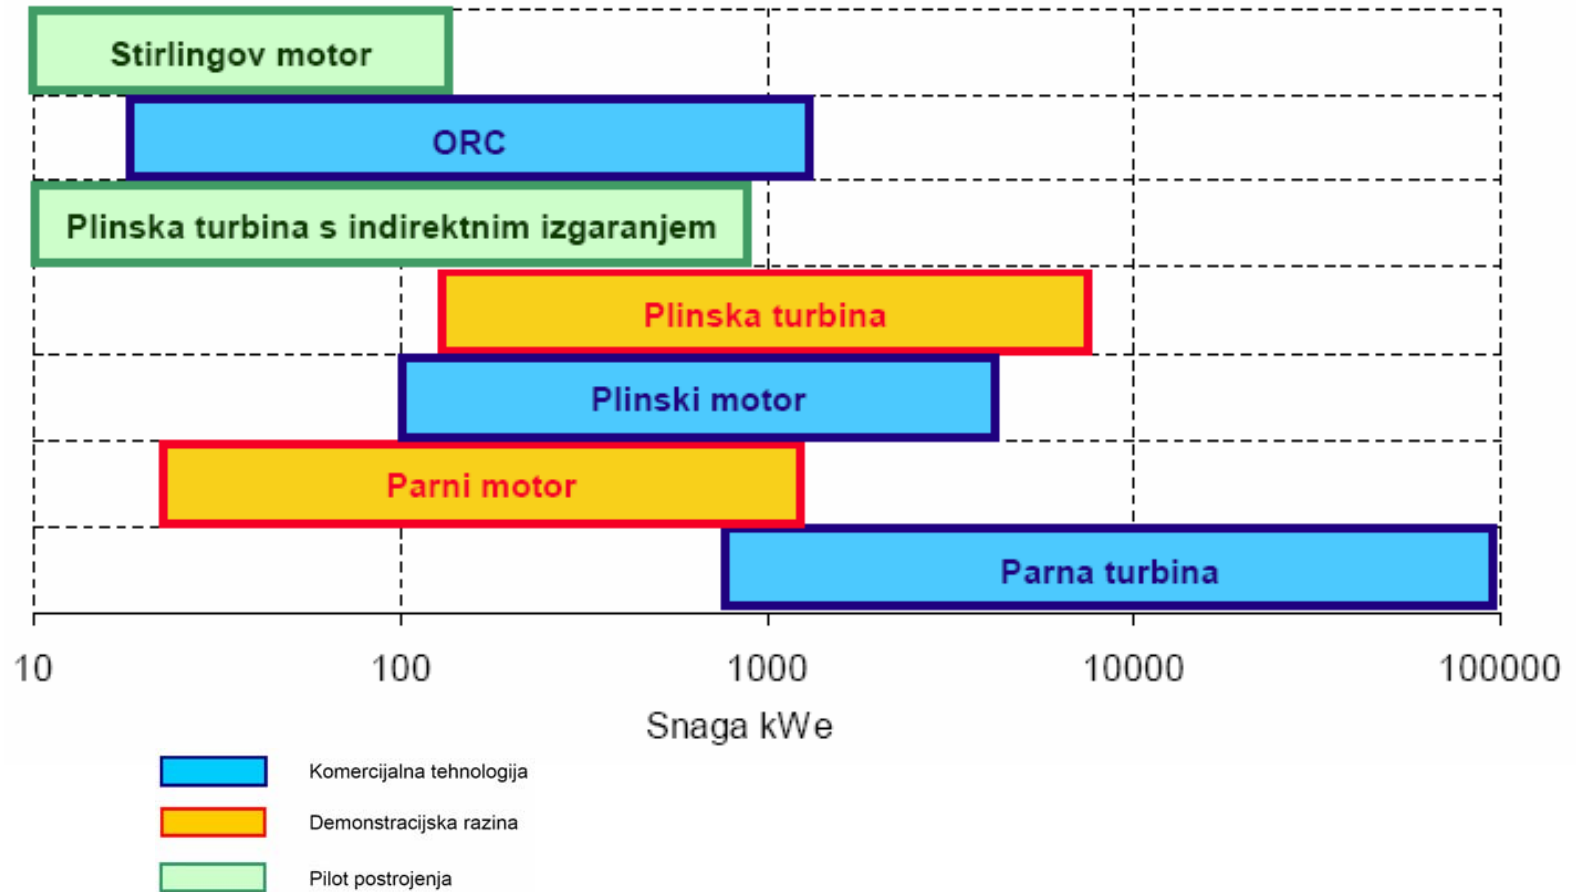 Stirlingov motor
ORC
Plinska turbina s indirektnim izgaranjem
Plinska turbina
Plinski motor
Parni motor
Parna turbina
10 100 1000 10000 100000
Snaga kWe
Komercijalna tehnologija
Demonstracijska razina
Pilot postrojenja